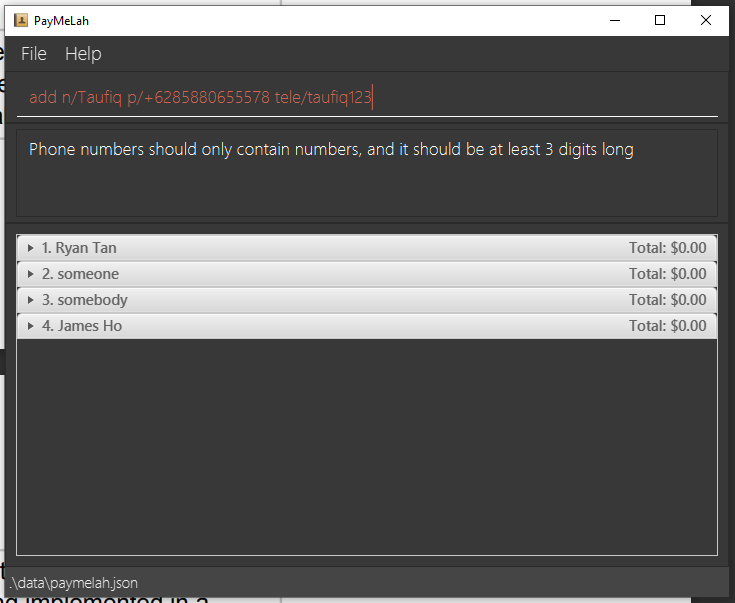 PayMeLah
File Help
add n/Taufiq p/+6285880655578 tele/taufiq123
Phone numbers should only contain numbers, and it should be at least 3 digits long
1. Ryan Tan Total: $0.00
2. someone Total: $0.00
3. somebody Total: $0.00
4. James Ho Total: $0.00
.\data\paymelah.json